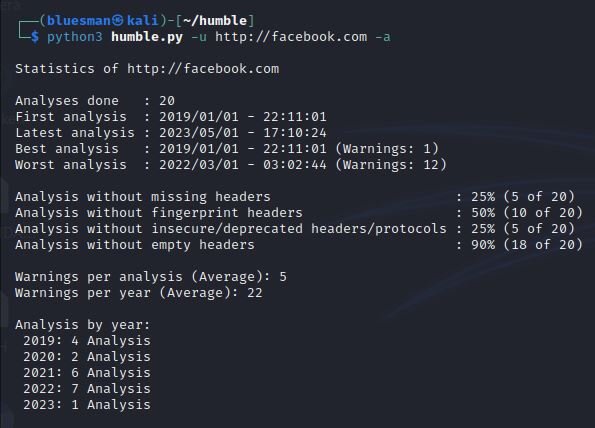 (bluesman㉿kali)-[~/humble]
$ python3 humble.py -u http://facebook.com -a
Statistics of http://facebook.com
Analyses done   : 20
First analysis  : 2019/01/01 - 22:11:01
Latest analysis : 2023/05/01 - 17:10:24
Best analysis   : 2019/01/01 - 22:11:01 (Warnings: 1)
Worst analysis  : 2022/03/01 - 03:02:44 (Warnings: 12)
Analysis without missing headers                       : 25% (5 of 20)
Analysis without fingerprint headers                   : 50% (10 of 20)
Analysis without insecure/deprecated headers/protocols : 25% (5 of 20)
Analysis without empty headers                         : 90% (18 of 20)
Warnings per analysis (Average): 5
Warnings per year (Average): 22
Analysis by year:
2019: 4 Analysis
2020: 2 Analysis
2021: 6 Analysis
2022: 7 Analysis
2023: 1 Analysis